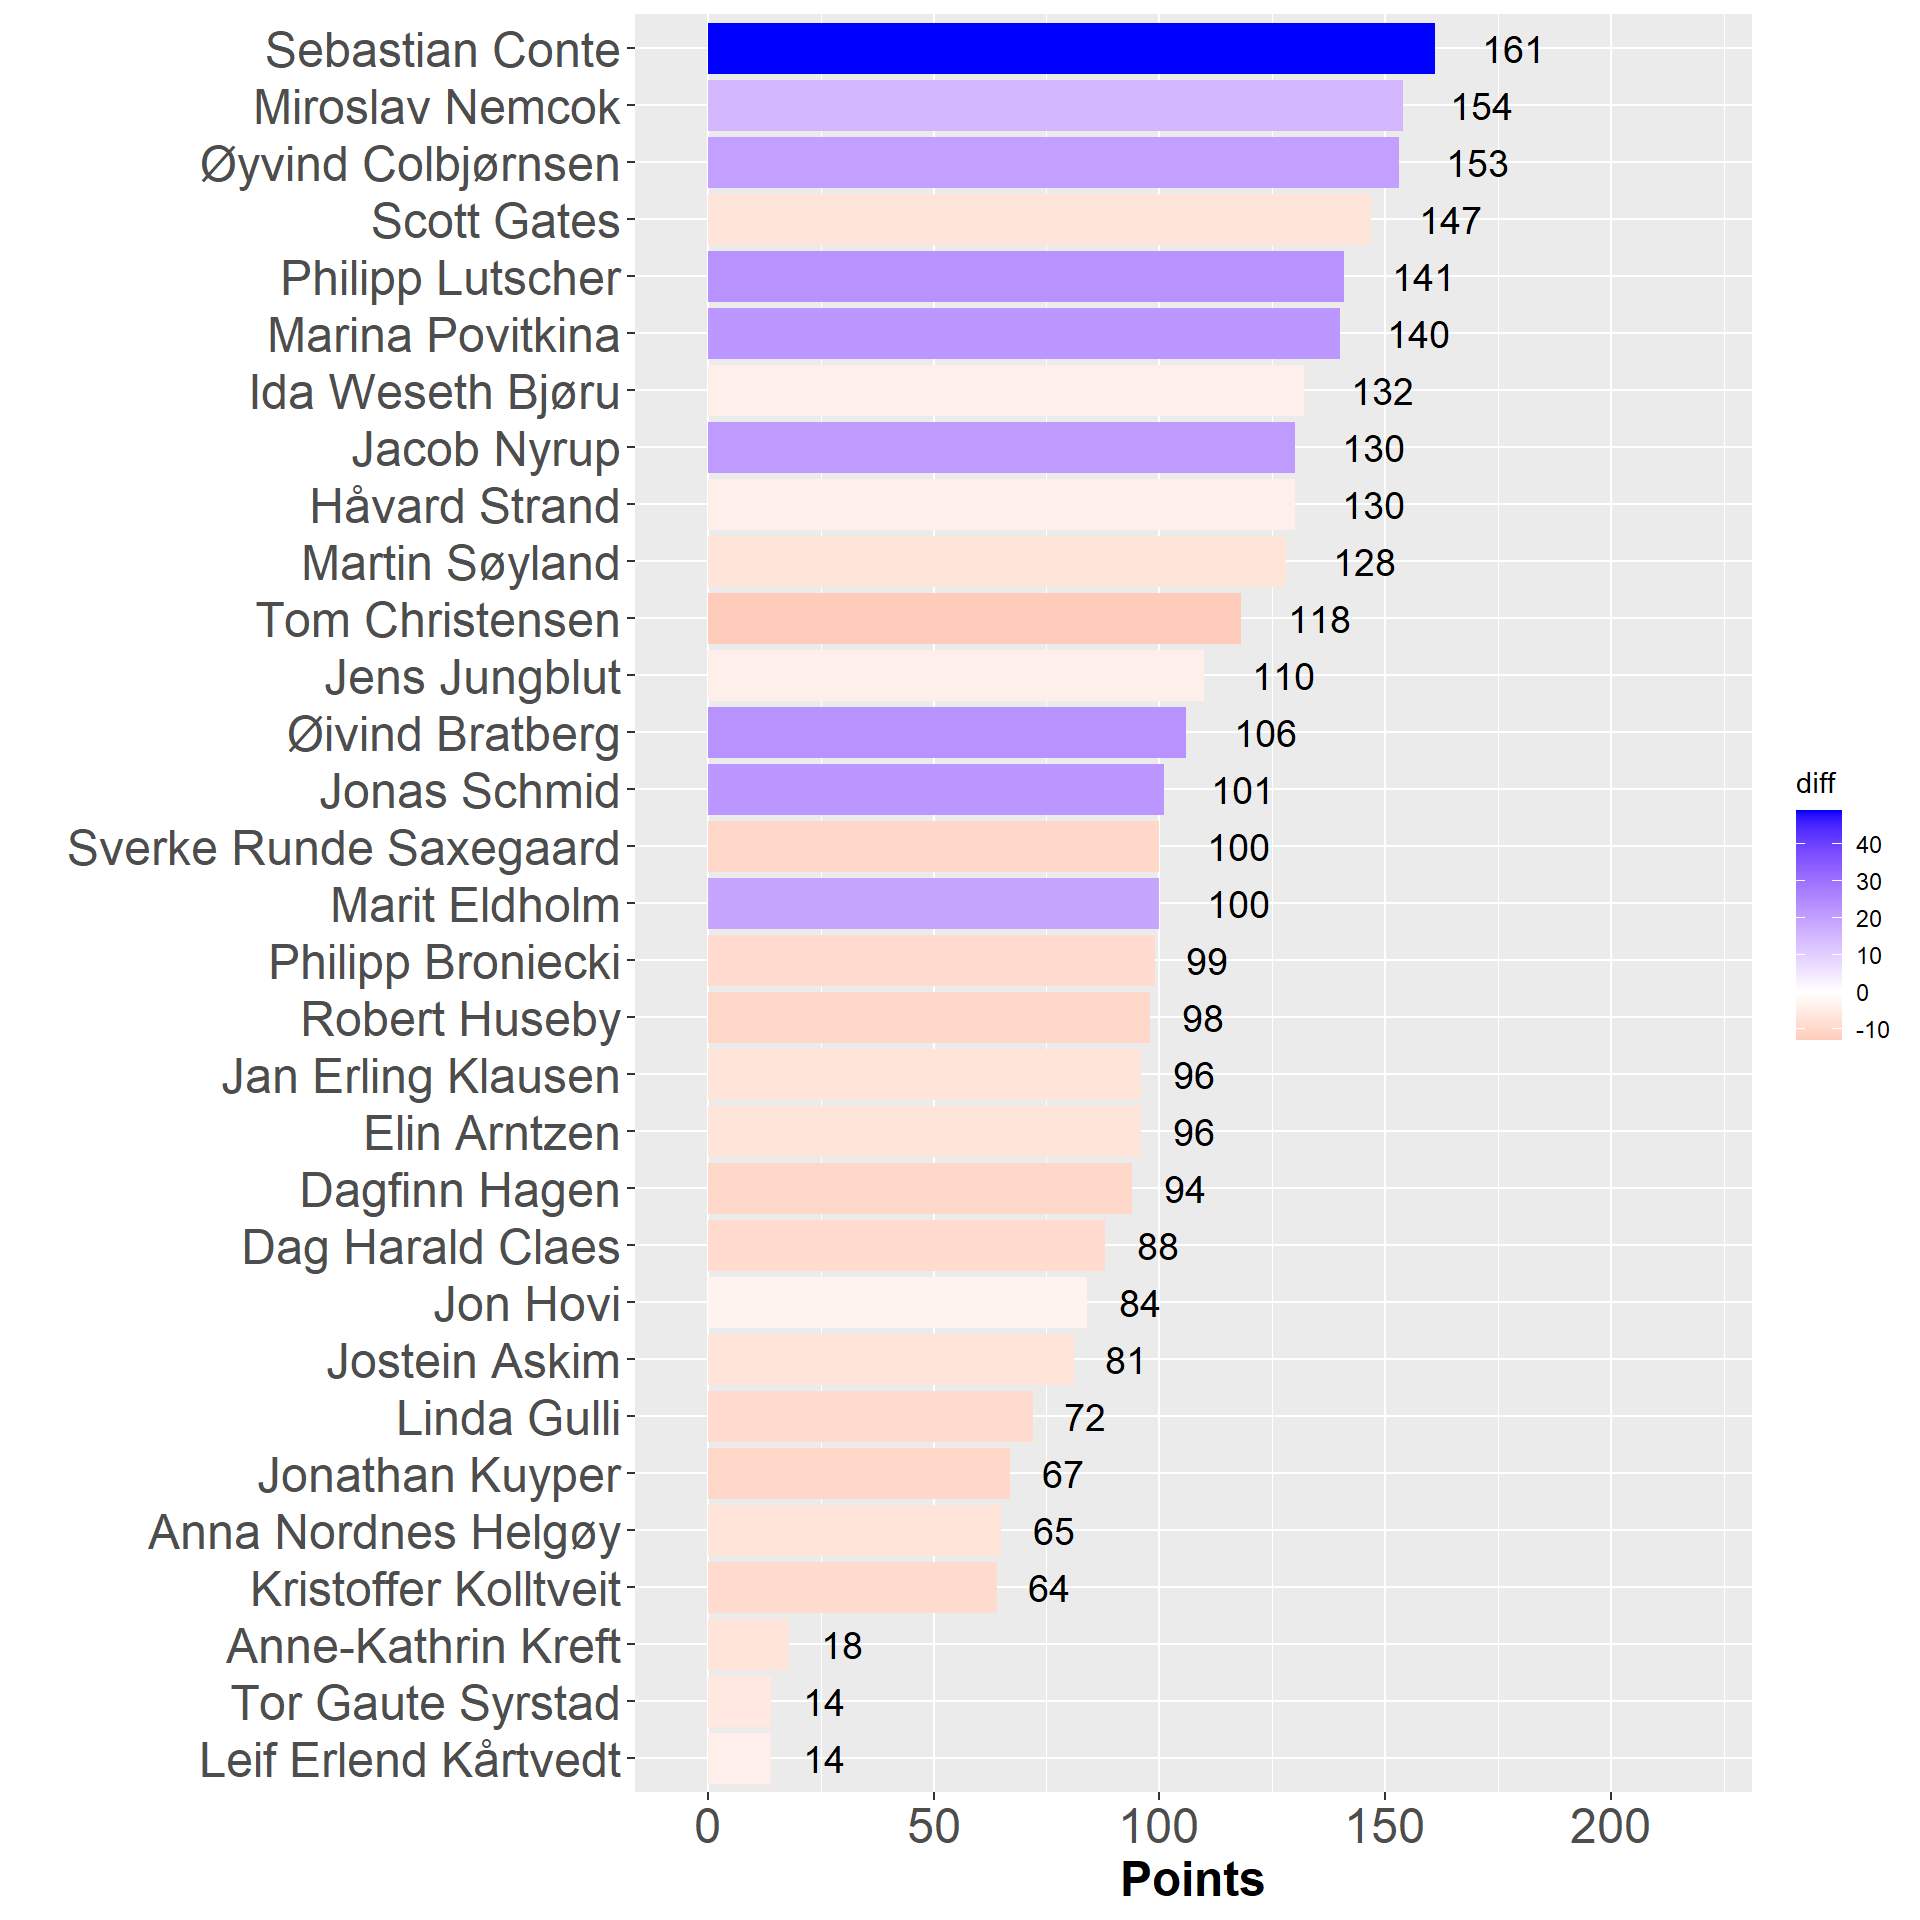 Sebastian Conte 161
Miroslav Nemcok 154
Øyvind Colbjørnsen 153
Scott Gates 147
Philipp Lutscher 141
Marina Povitkina 140
Ida Weseth Bjøru 132
Jacob Nyrup 130
Håvard Strand 130
Martin Søyland 128
Tom Christensen 118
Jens Jungblut 110
Øivind Bratberg 106
Jonas Schmid 101
Sverke Runde Saxegaard 100
Marit Eldholm 100
Philipp Broniecki 99
Robert Huseby 98
Jan Erling Klausen 96
Elin Arntzen 96
Dagfinn Hagen 94
Dag Harald Claes 88
Jon Hovi 84
Jostein Askim 81
Linda Gulli 72
Jonathan Kuyper 67
Anna Nordnes Helgøy 65
Kristoffer Kolltveit 64
Anne-Kathrin Kreft 18
Tor Gaute Syrstad 14
Leif Erlend Kårtvedt 14
0 50 100 150 200
Points
diff
40
30
20
10
0
-10